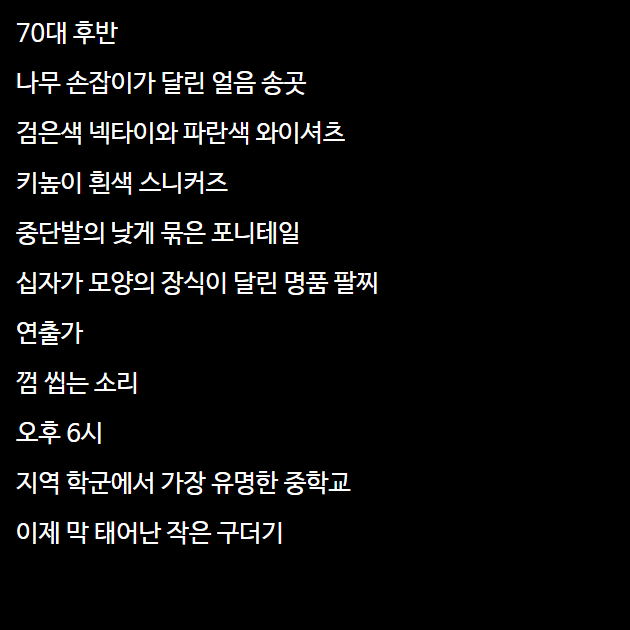 70대 후반
나무 손잡이가 달린 얼음 송곳
검은색 넥타이와 파란색 와이셔츠
키높이 흰색 스니커즈
중단발의 낮게 묶은 포니테일
십자가 모양의 장식이 달린 명품 팔찌
연출가
껌 씹는 소리
오후 6시
지역 학군에서 가장 유명한 중학교
이제 막 태어난 작은 구더기